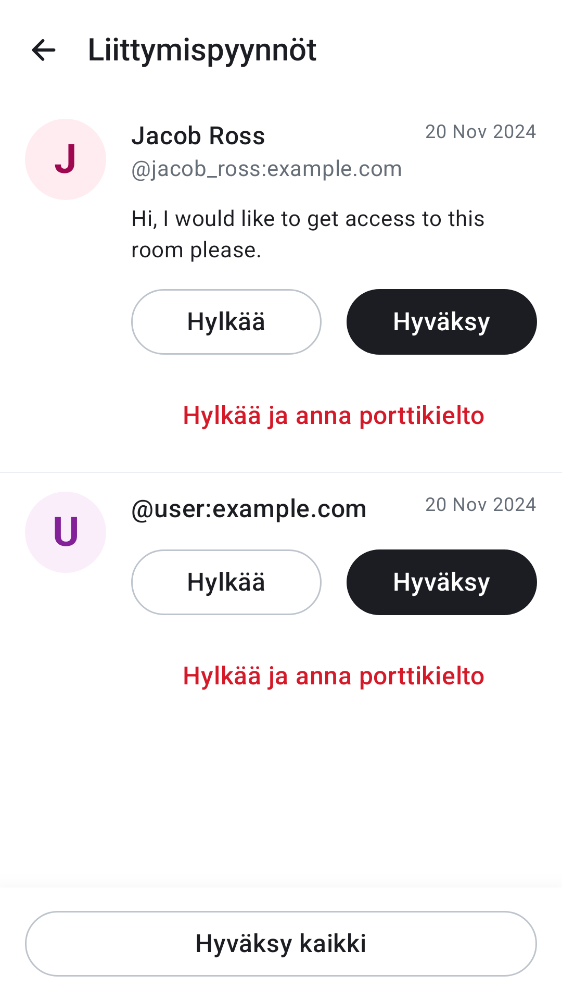 Liittymispyynnöt
J
Jacob Ross
20 Nov 2024
@jacob_ross:example.com
Hi, I would like to get access to this
room please.
Hylkää
Hyväksy
Hylkää ja anna porttikielto
U
@user:example.com
20 Nov 2024
Hylkää
Hyväksy
Hylkää ja anna porttikielto
Hyväksy kaikki